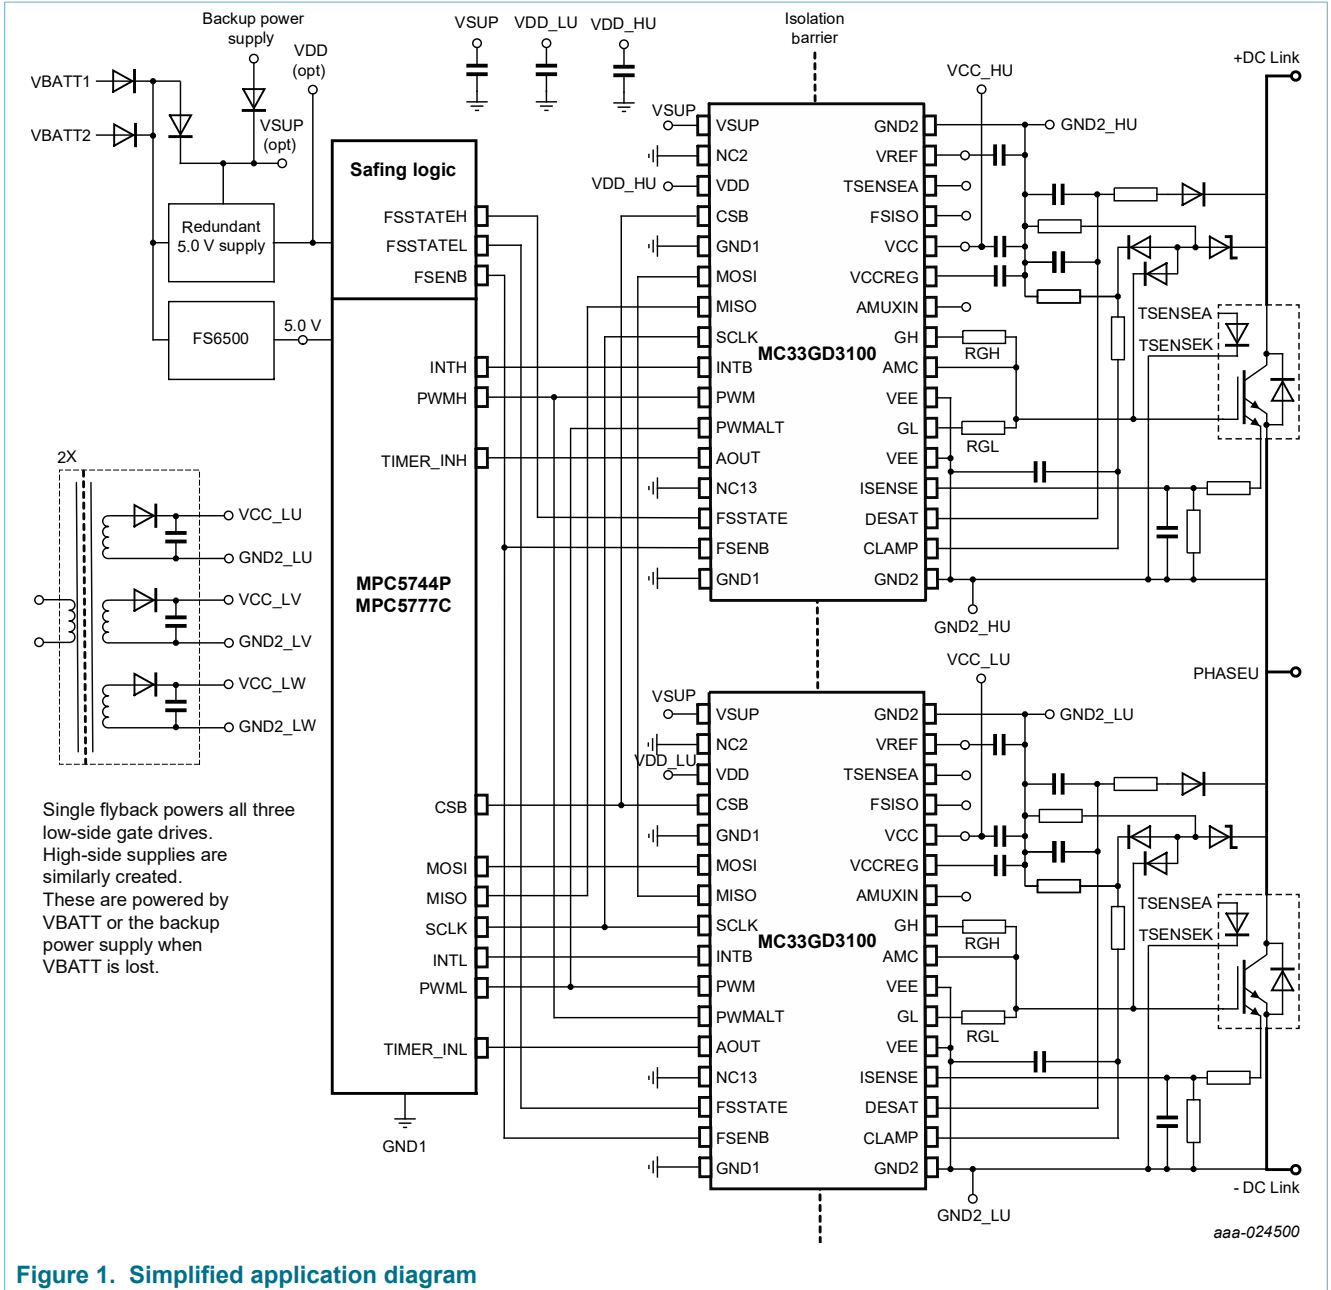 Backup power
supply
VDD
(opt)
VBATT1
VBATT2
VSUP
(opt)
VSUP
VDD_LU
VDD_HU
Isolation
barrier
VCC_HU
+DC Link
Redundant
5.0 V supply
FS6500
5.0 V
Safing logic
FSSTATEH
FSSTATEL
FSENB
INTH
PWMH
TIMER_INH
MPC5744P
MPC5777C
CSB
MOSI
MISO
SCLK
INTL
PWML
TIMER_INL
GND1
2X
VCC_LU
GND2_LU
VCC_LV
GND2_LV
VCC_LW
GND2_LW
Single flyback powers all three
low-side gate drives.
High-side supplies are
similarly created.
These are powered by
VBATT or the backup
power supply when
VBATT is lost.
VSUP
VDD_HU
VSUP
NC2
VDD
CSB
GND1
MOSI
MISO
SCLK
INTB
PWM
PWMALT
AOUT
NC13
FSSTATE
FSENB
GND1
MC33GD3100
GND2
VREF
TSENSEA
FSISO
VCC
VCCREG
AMUXIN
GH
AMC
VEE
GL
VEE
ISENSE
DESAT
CLAMP
GND2
GND2_HU
RGH
RGL
TSENSEA
TSENSEK
GND2_HU
VCC_LU
PHASEU
VSUP
VDD_LU
VSUP
NC2
VDD
CSB
GND1
MOSI
MISO
SCLK
INTB
PWM
PWMALT
AOUT
NC13
FSSTATE
FSENB
GND1
MC33GD3100
GND2
VREF
TSENSEA
FSISO
VCC
VCCREG
AMUXIN
GH
AMC
VEE
GL
VEE
ISENSE
DESAT
CLAMP
GND2
GND2_LU
RGH
RGL
TSENSEA
TSENSEK
GND2_LU
- DC Link
aaa-024500
Figure 1. Simplified application diagram